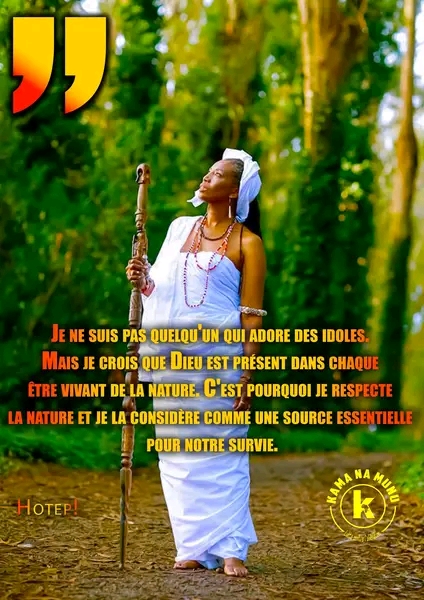 Je ne suis pas quelqu'un qui adore des idoles.
Mais je crois que Dieu est présent dans chaque
être vivant de la nature. C'est pourquoi je respecte
la nature et je la considère comme une source essentielle
pour notre survie.
Hotep!
KAMA NA MUNU
k